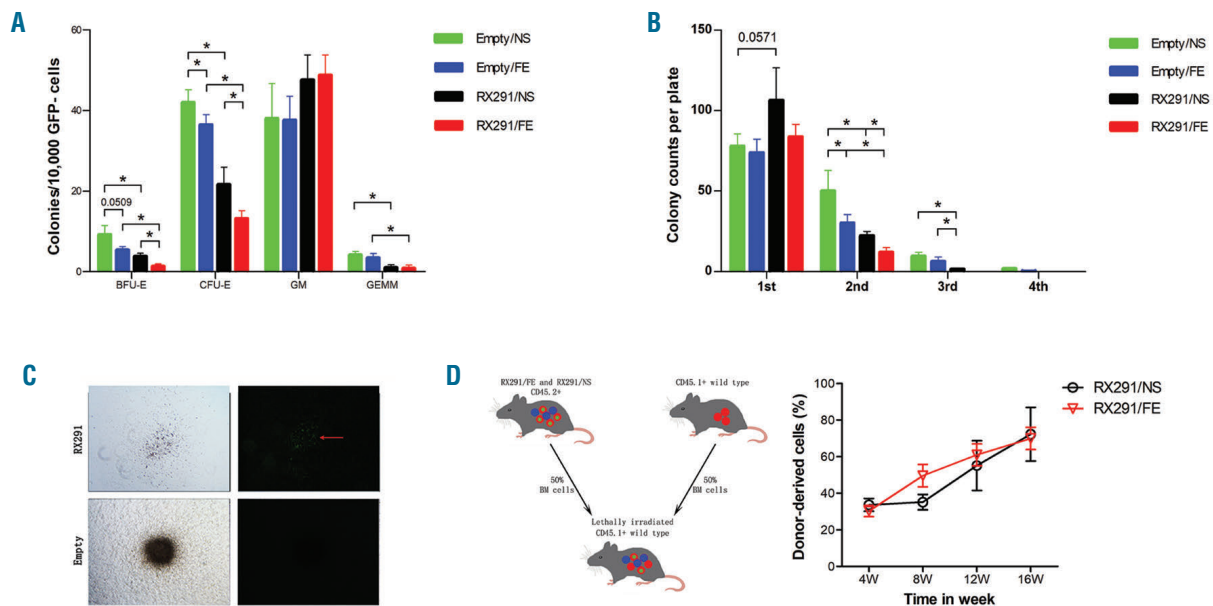 A
Colonies/10,000 GFP- cells
60
40
20
0
0.0509
*
*
*
*
*
*
*
*
*
*
BFU-E
CFU-E
GM
GEMM
Empty/NS
Empty/FE
RX291/NS
RX291/FE
B
Colony counts per plate
150
100
50
0
0.0571
*
*
*
*
*
*
1st
2nd
3rd
4th
Empty/NS
Empty/FE
RX291/NS
RX291/FE
C
RX291
Empty
D
RX291/FE and RX291/NS
CD45.2+
CD45.1+ wild type
50%
BM cells
50%
BM cells
Lethally irradiated
CD45.1+ wild type
Donor-derived cells (%)
100
80
60
40
20
0
4W
8W
12W
16W
Time in week
RX291/NS
RX291/FE